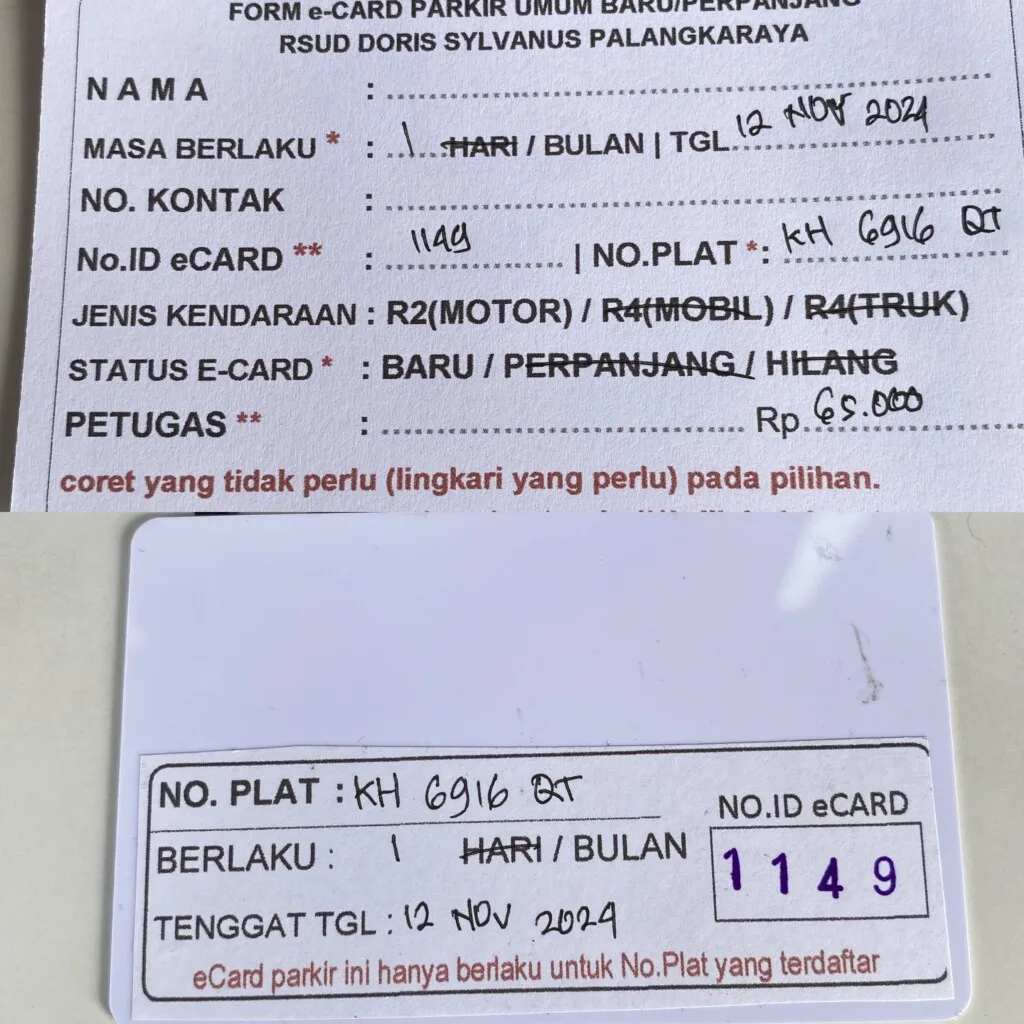 FORM e-CARD PARKIR UMUM BARU/PERPANJANG
RSUD DORIS SYLVANUS PALANGKARAYA
NAMA :
MASA BERLAKU * : 1 HARI / BULAN | TGL. 12 NOV 2024
NO. KONTAK :
No.ID eCARD ** : 1149 | NO.PLAT *: KH 6916 QT
JENIS KENDARAAN : R2(MOTOR) / R4(MOBIL) / R4(TRUK)
STATUS E-CARD * : BARU / PERPANJANG / HILANG
PETUGAS ** : Rp. 65.000
coret yang tidak perlu (lingkari yang perlu) pada pilihan.
NO. PLAT : KH 6916 QT
NO.ID eCARD
BERLAKU : 1 HARI / BULAN
1149
TENGGAT TGL : 12 NOV 2024
eCard parkir ini hanya berlaku untuk No.Plat yang terdaftar